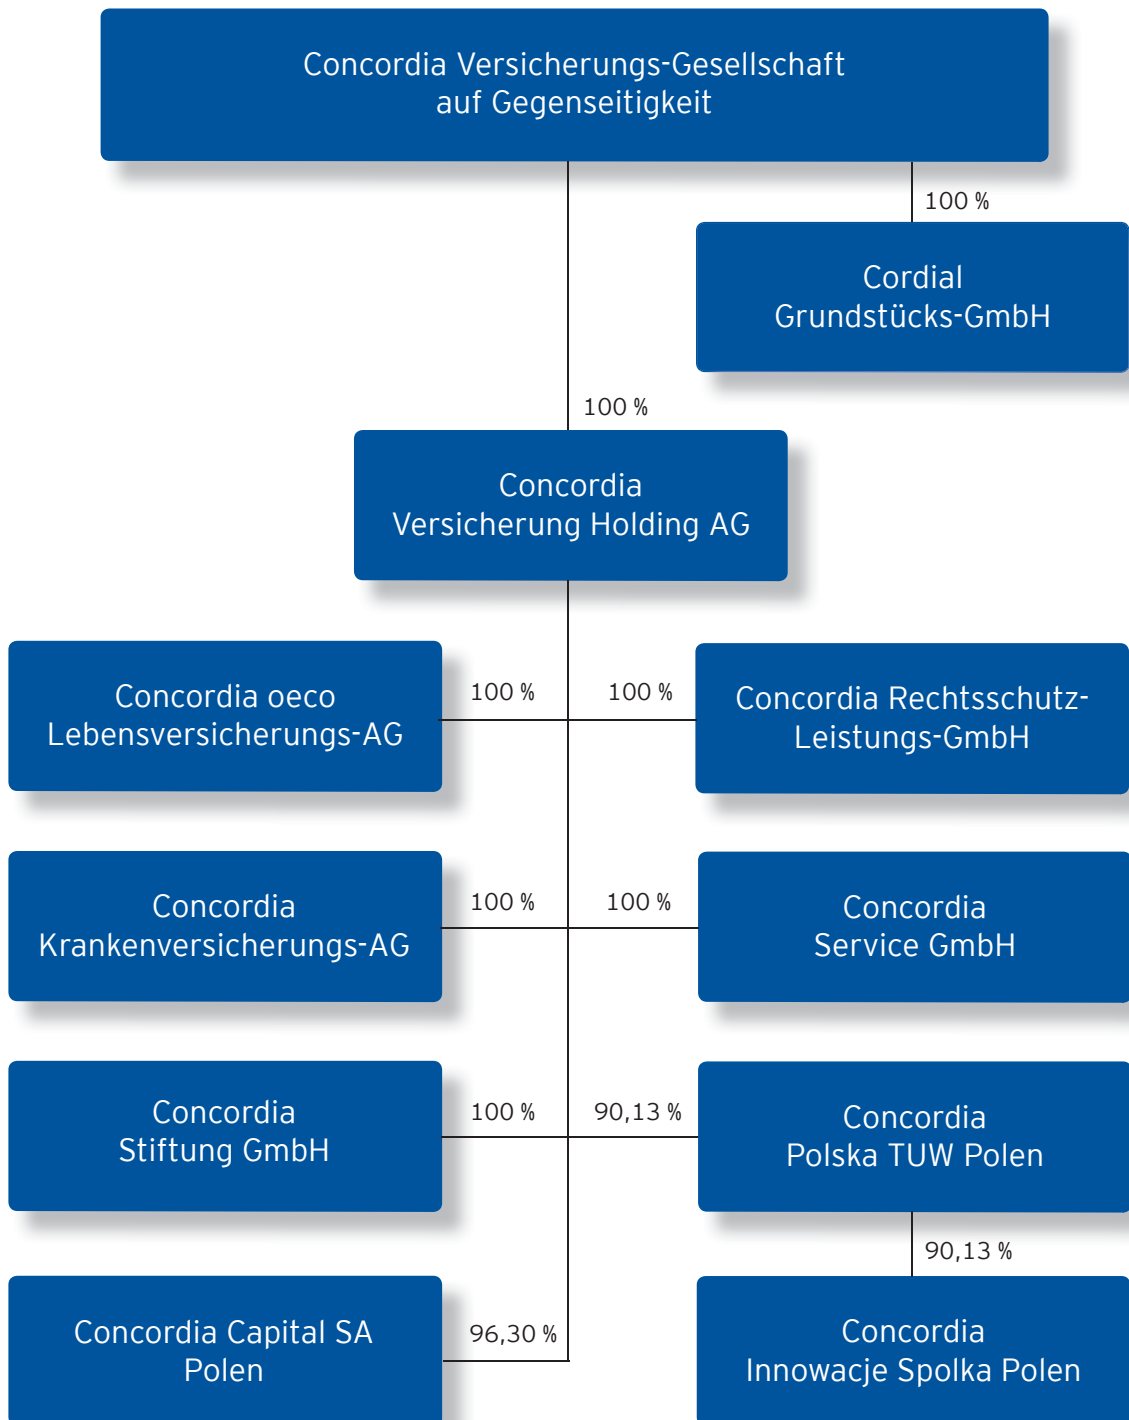 Concordia Versicherungs-Gesellschaft
auf Gegenseitigkeit
100 %
Cordial
Grundstücks-GmbH
100 %
Concordia
Versicherung Holding AG
Concordia oeco
Lebensversicherungs-AG
100 %
100 %
Concordia Rechtsschutz-
Leistungs-GmbH
Concordia
Krankenversicherungs-AG
100 %
100 %
Concordia
Service GmbH
Concordia
Stiftung GmbH
100 %
90,13 %
Concordia
Polska TUW Polen
90,13 %
Concordia Capital SA
Polen
96,30 %
Concordia
Innowacje Spolka Polen